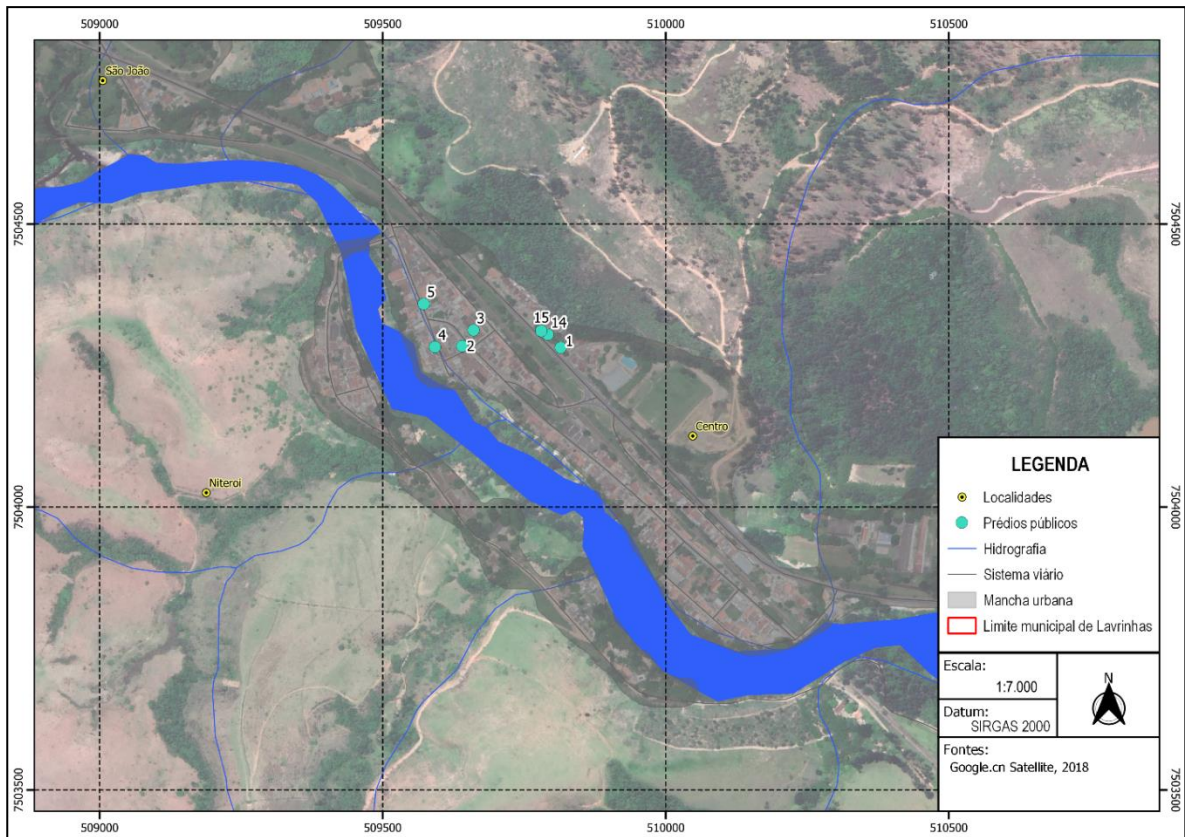 509000
509500
510000
510500
São João
7504500
7504500
5
3
15
14
4
2
1
Centro
Niteroi
7504000
7504000
LEGENDA
Localidades
Prédios públicos
Hidrografia
Sistema viário
Mancha urbana
Limite municipal de Lavrinhas
Escala:
1:7.000
N
Datum:
SIRGAS 2000
Fontes:
Google.cn Satellite, 2018
7503500
7503500
509000
509500
510000
510500